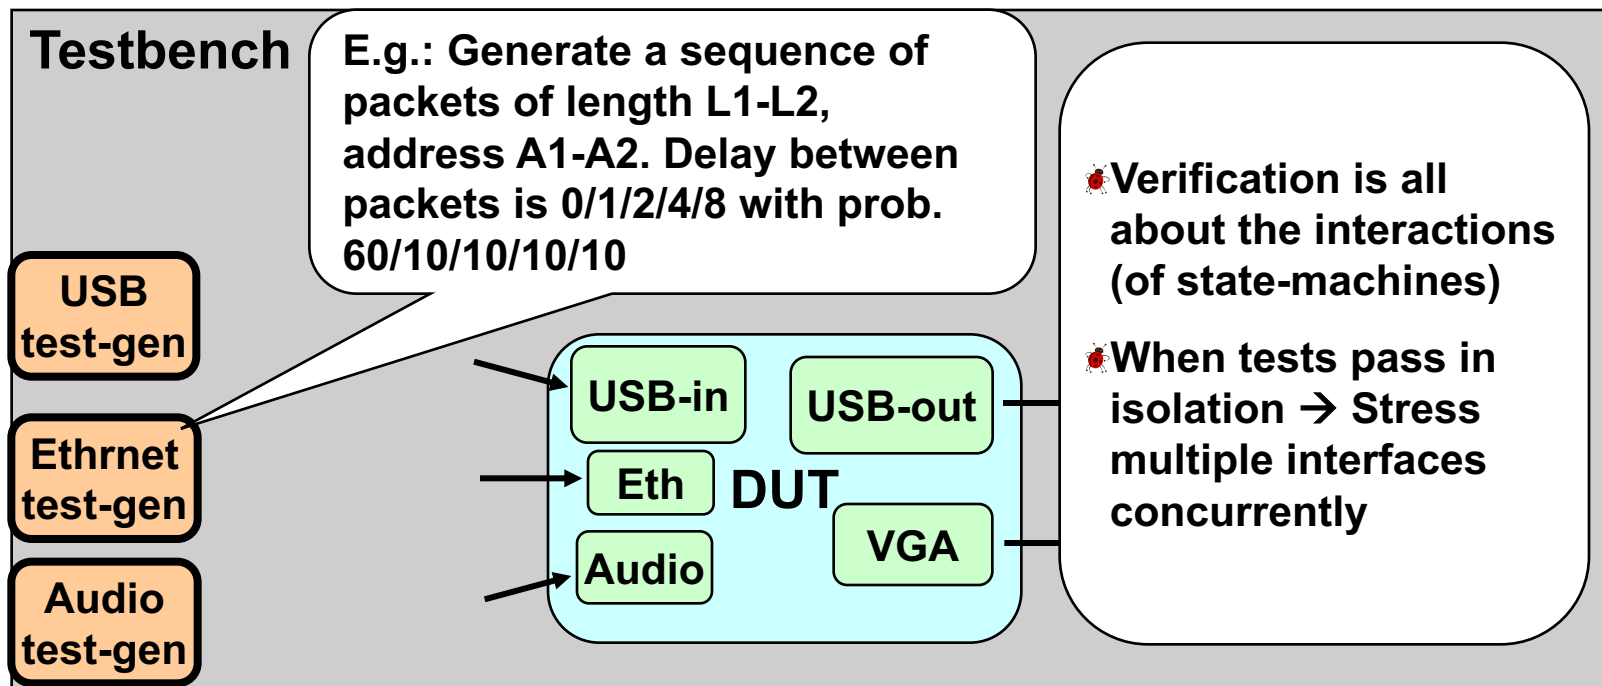 Testbench
E.g.: Generate a sequence of
packets of length L1-L2,
address A1-A2. Delay between
packets is 0/1/2/4/8 with prob.
60/10/10/10/10
USB
test-gen
Ethrnet
test-gen
Audio
test-gen
USB-in
USB-out
Eth
DUT
Audio
VGA
Verification is all
about the interactions
(of state-machines)
When tests pass in
isolation → Stress
multiple interfaces
concurrently